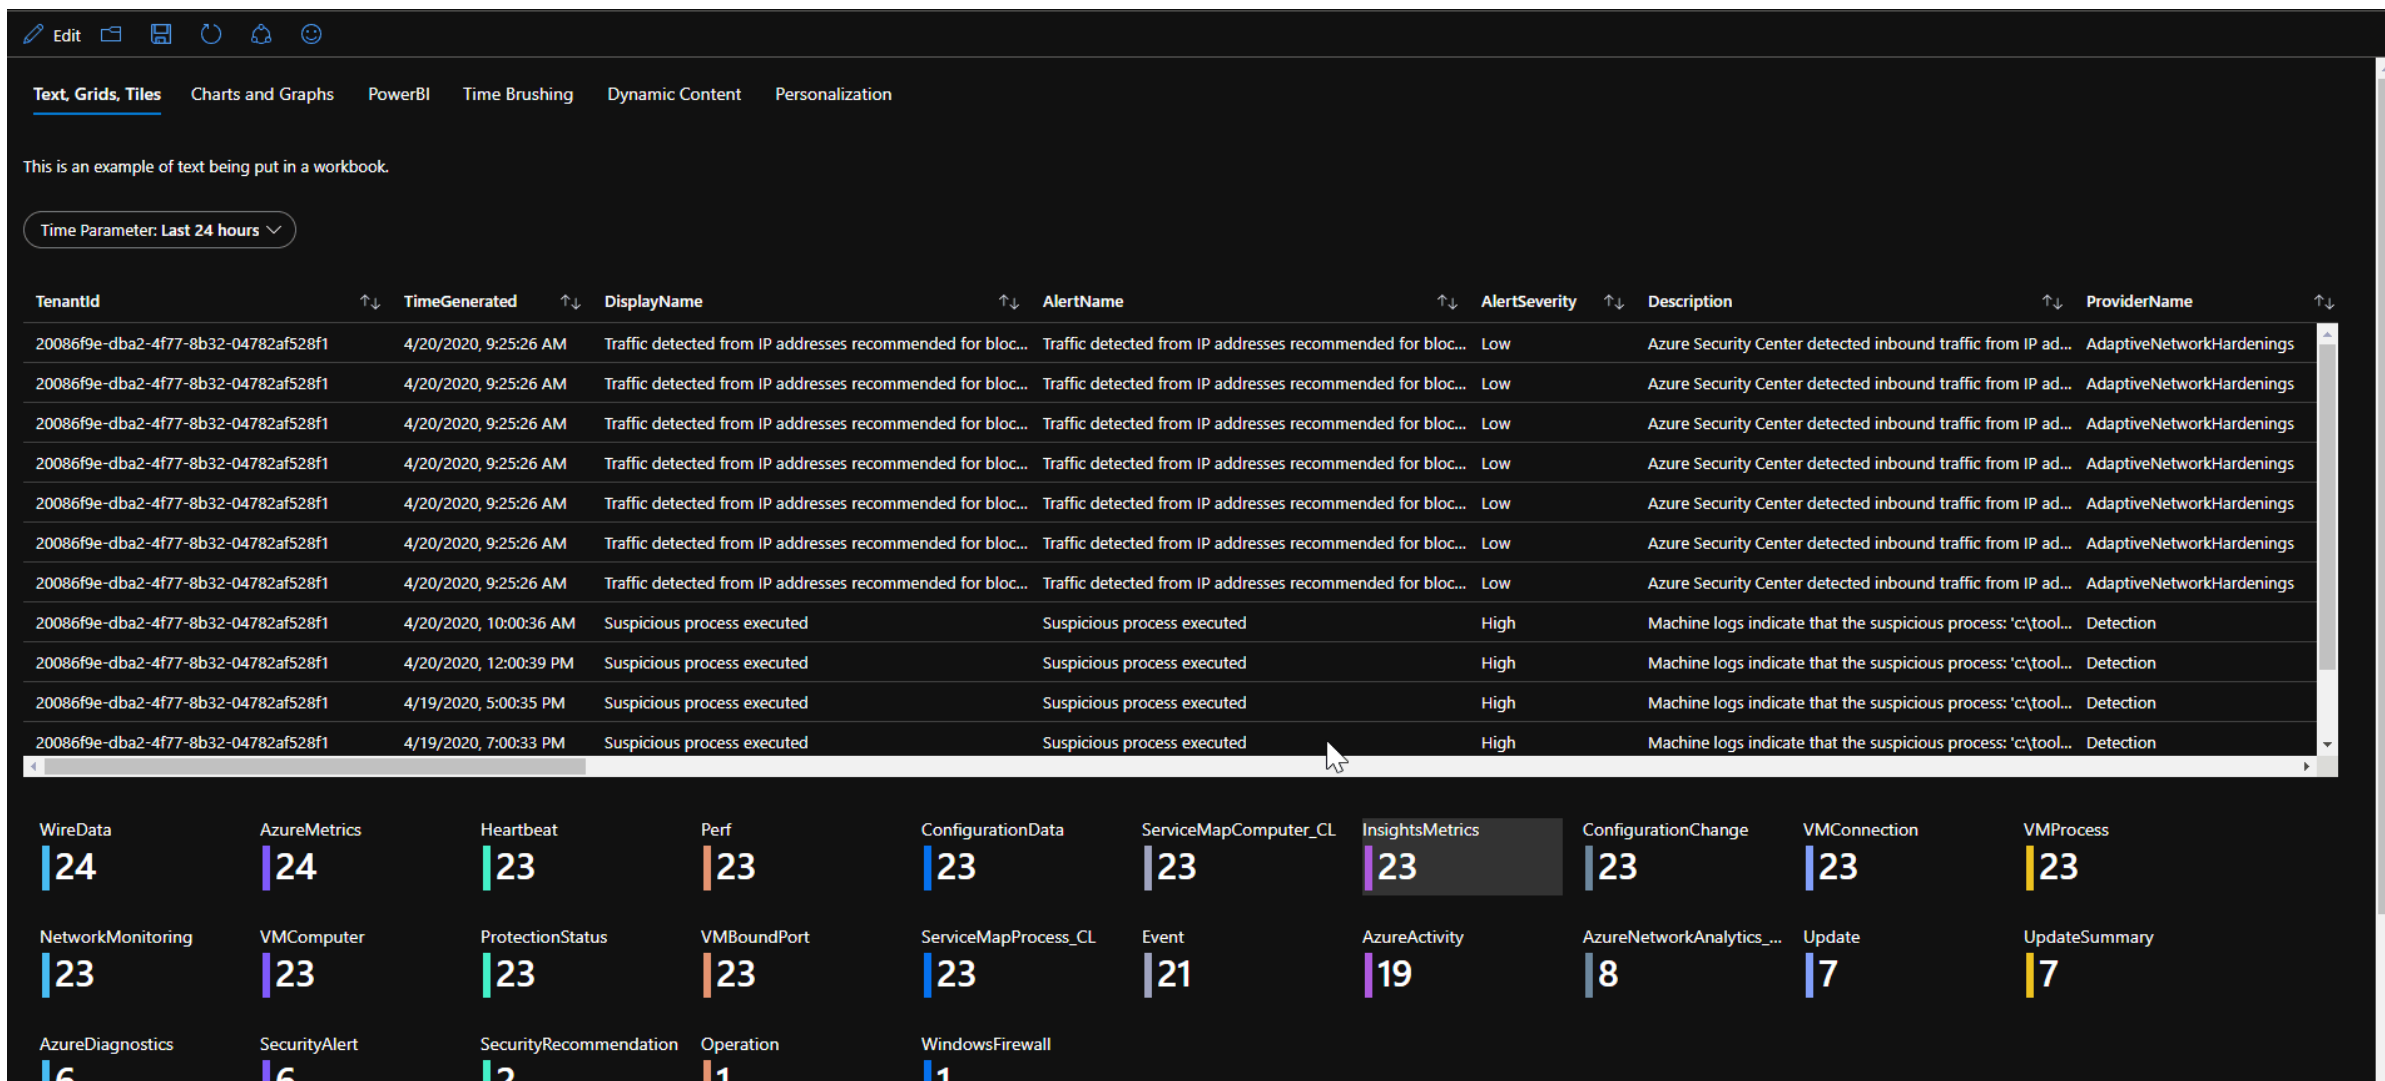 Edit
Text, Grids, Tiles Charts and Graphs PowerBI Time Brushing Dynamic Content Personalization
This is an example of text being put in a workbook.
Time Parameter: Last 24 hours
TenantId TimeGenerated DisplayName AlertName AlertSeverity Description ProviderName
20086f9e-dba2-4f77-8b32-04782af528f1 4/20/2020, 9:25:26 AM Traffic detected from IP addresses recommended for bloc... Traffic detected from IP addresses recommended for bloc... Low Azure Security Center detected inbound traffic from IP ad... AdaptiveNetworkHardenings
20086f9e-dba2-4f77-8b32-04782af528f1 4/20/2020, 9:25:26 AM Traffic detected from IP addresses recommended for bloc... Traffic detected from IP addresses recommended for bloc... Low Azure Security Center detected inbound traffic from IP ad... AdaptiveNetworkHardenings
20086f9e-dba2-4f77-8b32-04782af528f1 4/20/2020, 9:25:26 AM Traffic detected from IP addresses recommended for bloc... Traffic detected from IP addresses recommended for bloc... Low Azure Security Center detected inbound traffic from IP ad... AdaptiveNetworkHardenings
20086f9e-dba2-4f77-8b32-04782af528f1 4/20/2020, 9:25:26 AM Traffic detected from IP addresses recommended for bloc... Traffic detected from IP addresses recommended for bloc... Low Azure Security Center detected inbound traffic from IP ad... AdaptiveNetworkHardenings
20086f9e-dba2-4f77-8b32-04782af528f1 4/20/2020, 9:25:26 AM Traffic detected from IP addresses recommended for bloc... Traffic detected from IP addresses recommended for bloc... Low Azure Security Center detected inbound traffic from IP ad... AdaptiveNetworkHardenings
20086f9e-dba2-4f77-8b32-04782af528f1 4/20/2020, 9:25:26 AM Traffic detected from IP addresses recommended for bloc... Traffic detected from IP addresses recommended for bloc... Low Azure Security Center detected inbound traffic from IP ad... AdaptiveNetworkHardenings
20086f9e-dba2-4f77-8b32-04782af528f1 4/20/2020, 9:25:26 AM Traffic detected from IP addresses recommended for bloc... Traffic detected from IP addresses recommended for bloc... Low Azure Security Center detected inbound traffic from IP ad... AdaptiveNetworkHardenings
20086f9e-dba2-4f77-8b32-04782af528f1 4/20/2020, 10:00:36 AM Suspicious process executed Suspicious process executed High Machine logs indicate that the suspicious process: 'c:\tool... Detection
20086f9e-dba2-4f77-8b32-04782af528f1 4/20/2020, 12:00:39 PM Suspicious process executed Suspicious process executed High Machine logs indicate that the suspicious process: 'c:\tool... Detection
20086f9e-dba2-4f77-8b32-04782af528f1 4/19/2020, 5:00:35 PM Suspicious process executed Suspicious process executed High Machine logs indicate that the suspicious process: 'c:\tool... Detection
20086f9e-dba2-4f77-8b32-04782af528f1 4/19/2020, 7:00:33 PM Suspicious process executed Suspicious process executed High Machine logs indicate that the suspicious process: 'c:\tool... Detection
WireData AzureMetrics Heartbeat Perf ConfigurationData ServiceMapComputer_CL InsightsMetrics ConfigurationChange VMConnection VMProcess
24 24 23 23 23 23 23 23 23 23
NetworkMonitoring VMComputer ProtectionStatus VMBoundPort ServiceMapProcess_CL Event AzureActivity AzureNetworkAnalytics_... Update UpdateSummary
23 23 23 23 23 21 19 8 7 7
AzureDiagnostics SecurityAlert SecurityRecommendation Operation WindowsFirewall
6 6 2 1 1